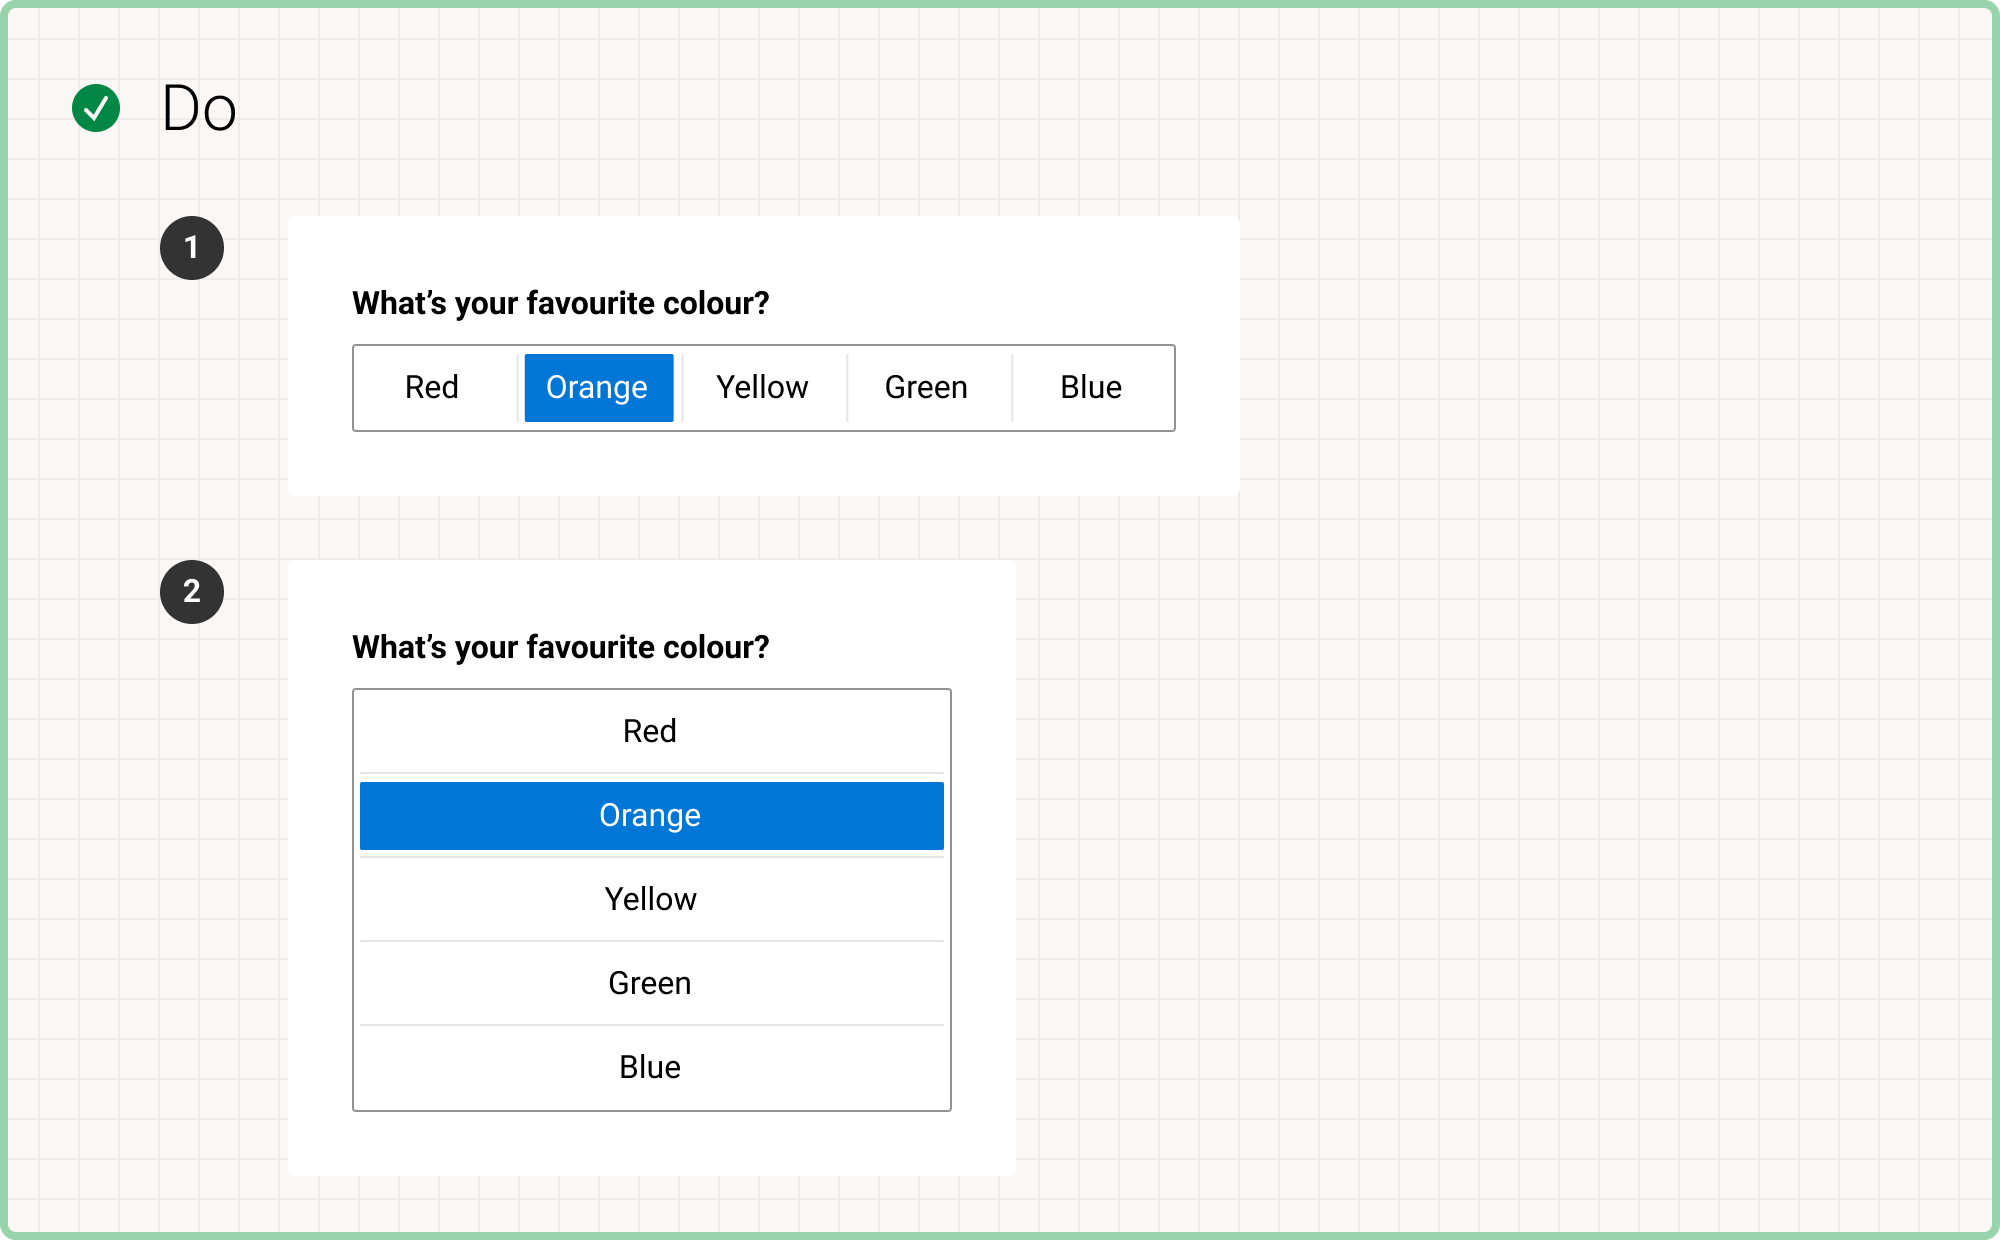 Do
1
What’s your favourite colour?
Red Orange Yellow Green Blue
2
What’s your favourite colour?
Red
Orange
Yellow
Green
Blue